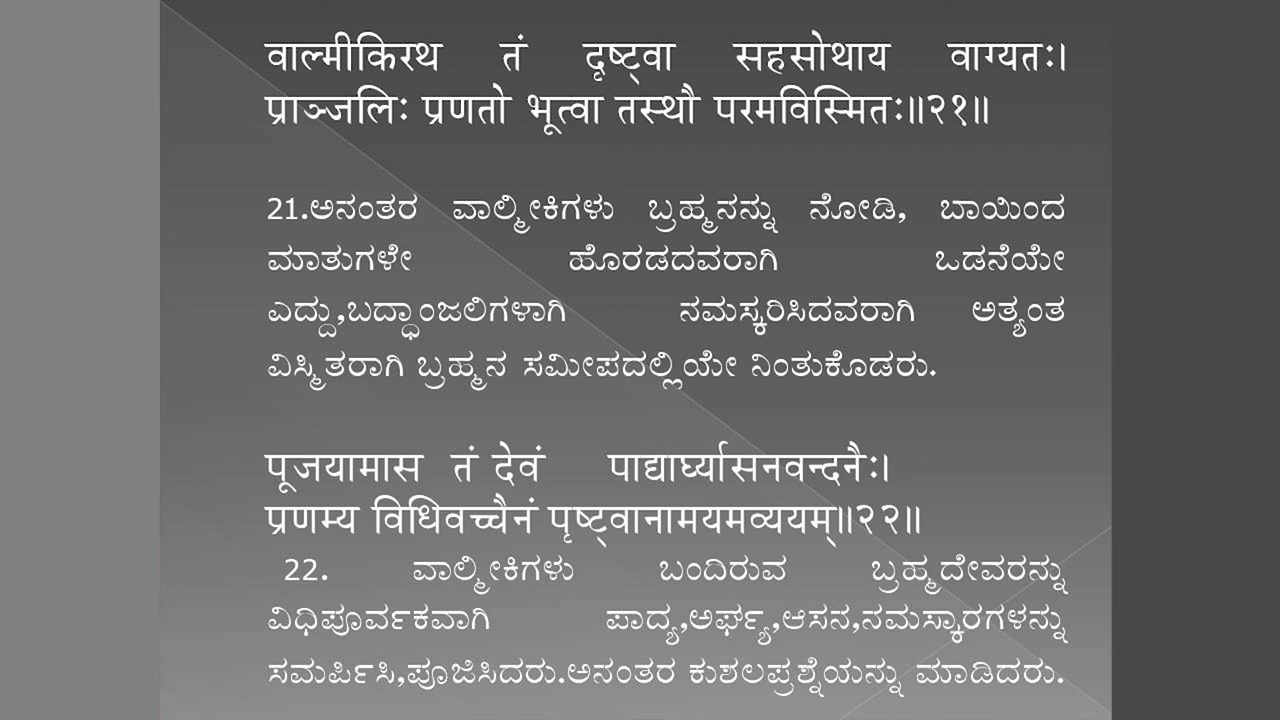 वाल्मीकिरथ तं दृष्ट्वा सहसोथाय वाग्यतः।
प्राञ्जलिः प्रणतो भूत्वा तस्थौ परमविस्मितः॥२१॥
21.ಅನಂತರ ವಾಲ್ಮೀಕಿಗಳು ಬ್ರಹ್ಮನನ್ನು ನೋಡಿ, ಬಾಯಿಂದ
ಮಾತುಗಳೇ ಹೊರಡದವರಾಗಿ ಒಡನೆಯೇ
ಎದ್ದು,ಬದ್ಧಾಂಜಲಿಗಳಾಗಿ ನಮಸ್ಕರಿಸಿದವರಾಗಿ ಅತ್ಯಂತ
ವಿಸ್ಮಿತರಾಗಿ ಬ್ರಹ್ಮನ ಸಮೀಪದಲ್ಲಿಯೇ ನಿಂತುಕೊಡರು.
पूजयामास तं देवं पाद्यार्घ्यासनवन्दनैः।
प्रणम्य विधिवच्चैनं पृष्ट्वानामयमव्ययम्॥२२॥
22. ವಾಲ್ಮೀಕಿಗಳು ಬಂದಿರುವ ಬ್ರಹ್ಮದೇವರನ್ನು
ವಿಧಿಪೂರ್ವಕವಾಗಿ ಪಾದ್ಯ,ಅರ್ಘ್ಯ,ಆಸನ,ನಮಸ್ಕಾರಗಳನ್ನು
ಸಮರ್ಪಿಸಿ,ಪೂಜಿಸಿದರು.ಅನಂತರ ಕುಶಲಪ್ರಶ್ನೆಯನ್ನು ಮಾಡಿದರು.